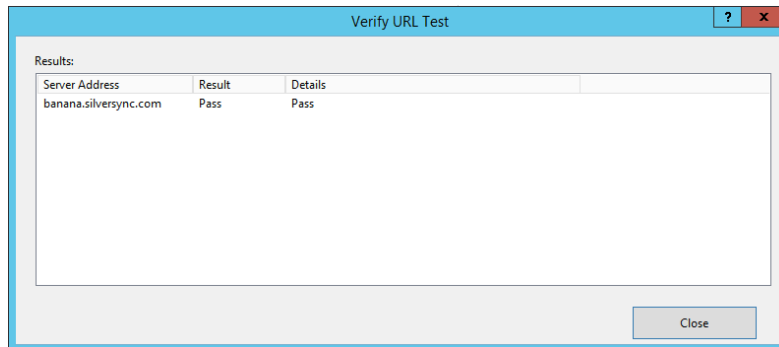 Verify URL Test
? x
Results:
Server Address Result Details
banana.silversync.com Pass Pass
Close